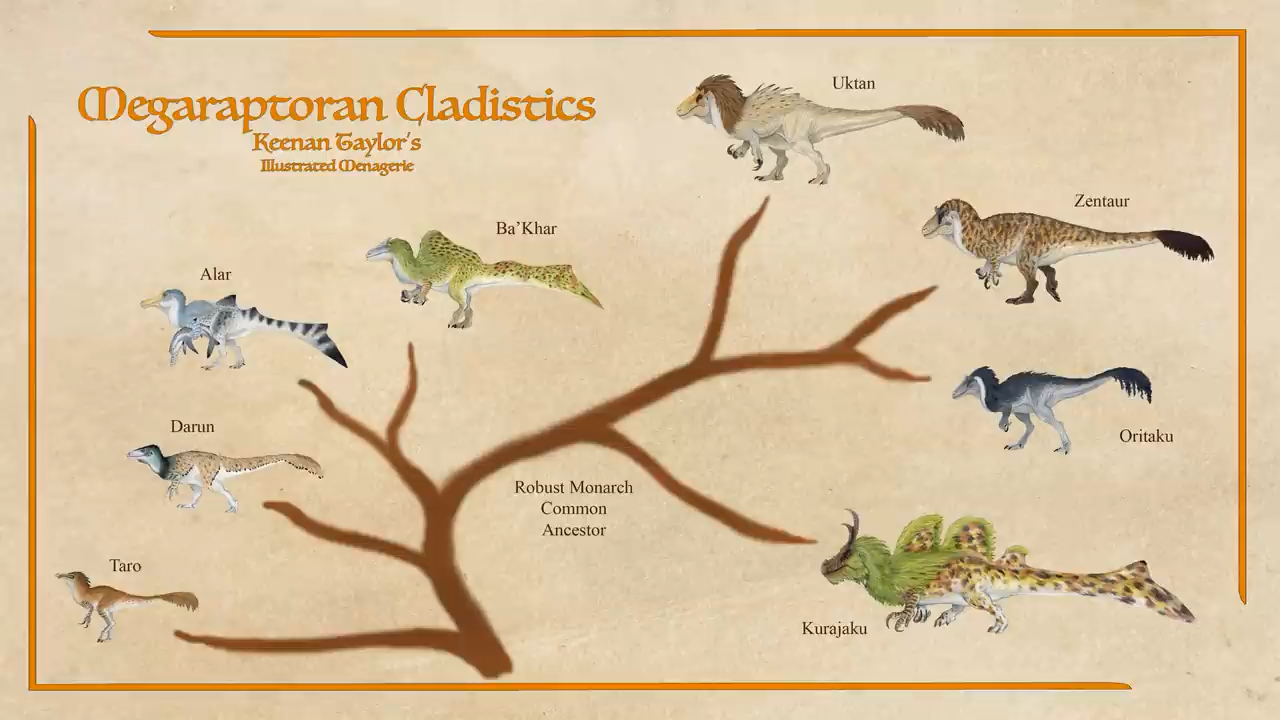 Megaraptoran Cladistics
Keenan Taylor's
Illustrated Menagerie
Uktan
Zentaur
Ba'Khar
Alar
Darun
Oritaku
Robust Monarch
Common
Ancestor
Taro
Kurajaku